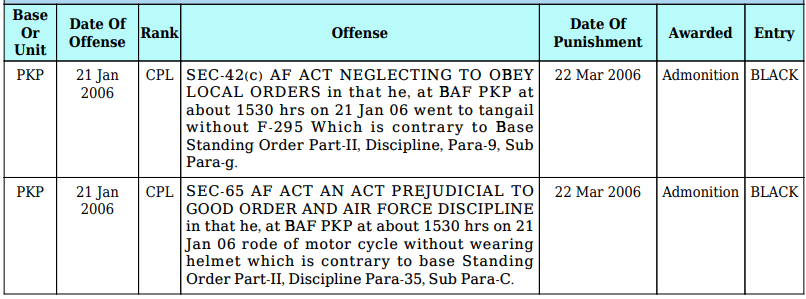 Base Or Unit | Date Of Offense | Rank | Offense | Date Of Punishment | Awarded | Entry
PKP | 21 Jan 2006 | CPL | SEC-42(c) AF ACT NEGLECTING TO OBEY
LOCAL ORDERS in that he, at BAF PKP at
about 1530 hrs on 21 Jan 06 went to tangail
without F-295 Which is contrary to Base
Standing Order Part-II, Discipline, Para-9, Sub
Para-g. | 22 Mar 2006 | Admonition | BLACK
PKP | 21 Jan 2006 | CPL | SEC-65 AF ACT AN ACT PREJUDICIAL TO
GOOD ORDER AND AIR FORCE DISCIPLINE
in that he, at BAF PKP at about 1530 hrs on 21
Jan 06 rode of motor cycle without wearing
helmet which is contrary to base Standing
Order Part-II, Discipline Para-35, Sub Para-C. | 22 Mar 2006 | Admonition | BLACK